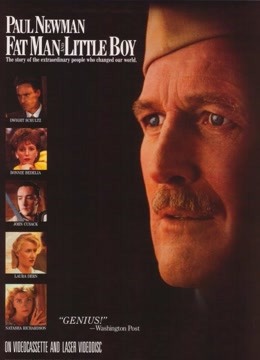 PAUL NEWMAN
FAT MAN AND LITTLE BOY
The story of the extraordinary people who changed our world.
DWIGHT SCHULTZ
BONNIE BEDELIA
JOHN CUSACK
LAURA DERN
NATASHA RICHARDSON
"GENIUS!"
—Washington Post
ON VIDEOCASSETTE AND LASER VIDEODISC